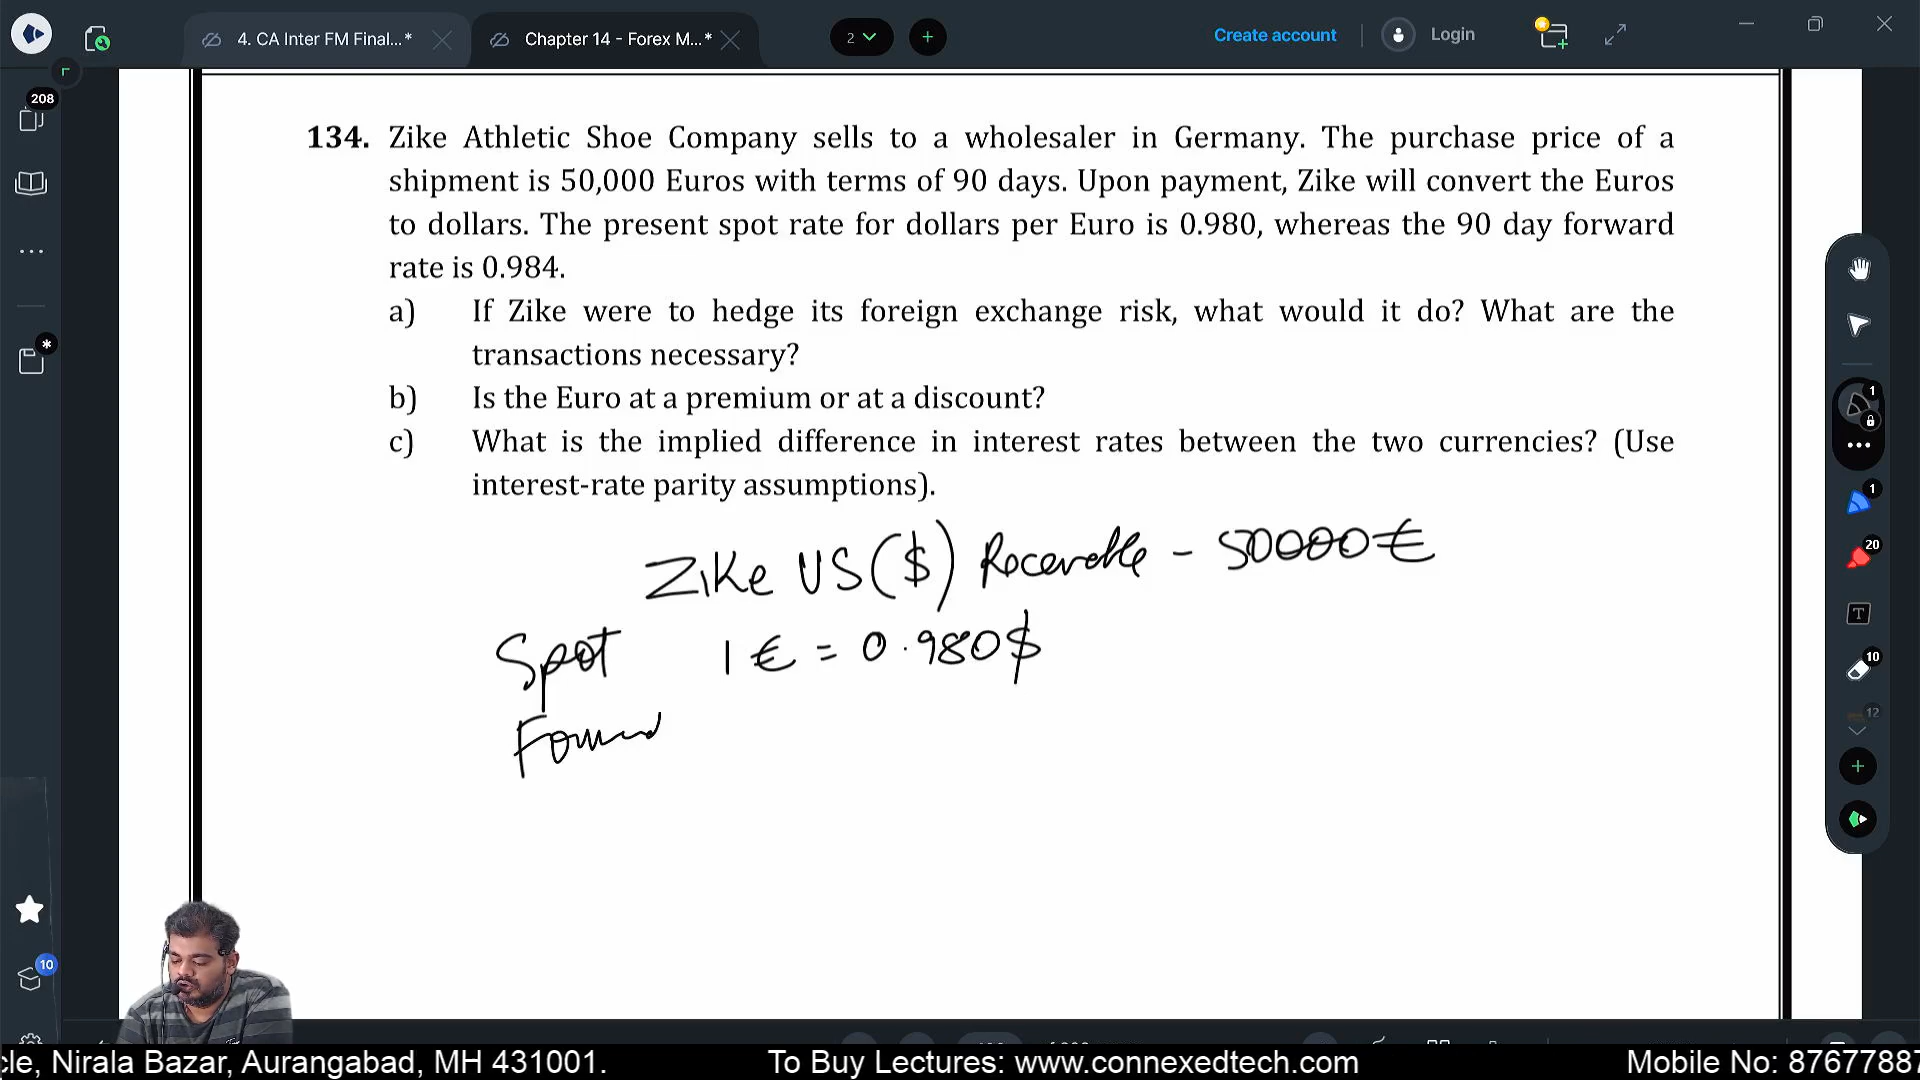 4. CA Inter FM Final...*
Chapter 14 - Forex M...*
2
Create account
Login
208
134. Zike Athletic Shoe Company sells to a wholesaler in Germany. The purchase price of a
shipment is 50,000 Euros with terms of 90 days. Upon payment, Zike will convert the Euros
to dollars. The present spot rate for dollars per Euro is 0.980, whereas the 90 day forward
rate is 0.984.
a) If Zike were to hedge its foreign exchange risk, what would it do? What are the
transactions necessary?
b) Is the Euro at a premium or at a discount?
c) What is the implied difference in interest rates between the two currencies? (Use
interest-rate parity assumptions).
Zike US ($) - 50000 €
Spot 1 € = 0.980 $
1
1
20
T
10
12
10
cle, Nirala Bazar, Aurangabad, MH 431001. To Buy Lectures: www.connexedtech.com Mobile No: 87677887